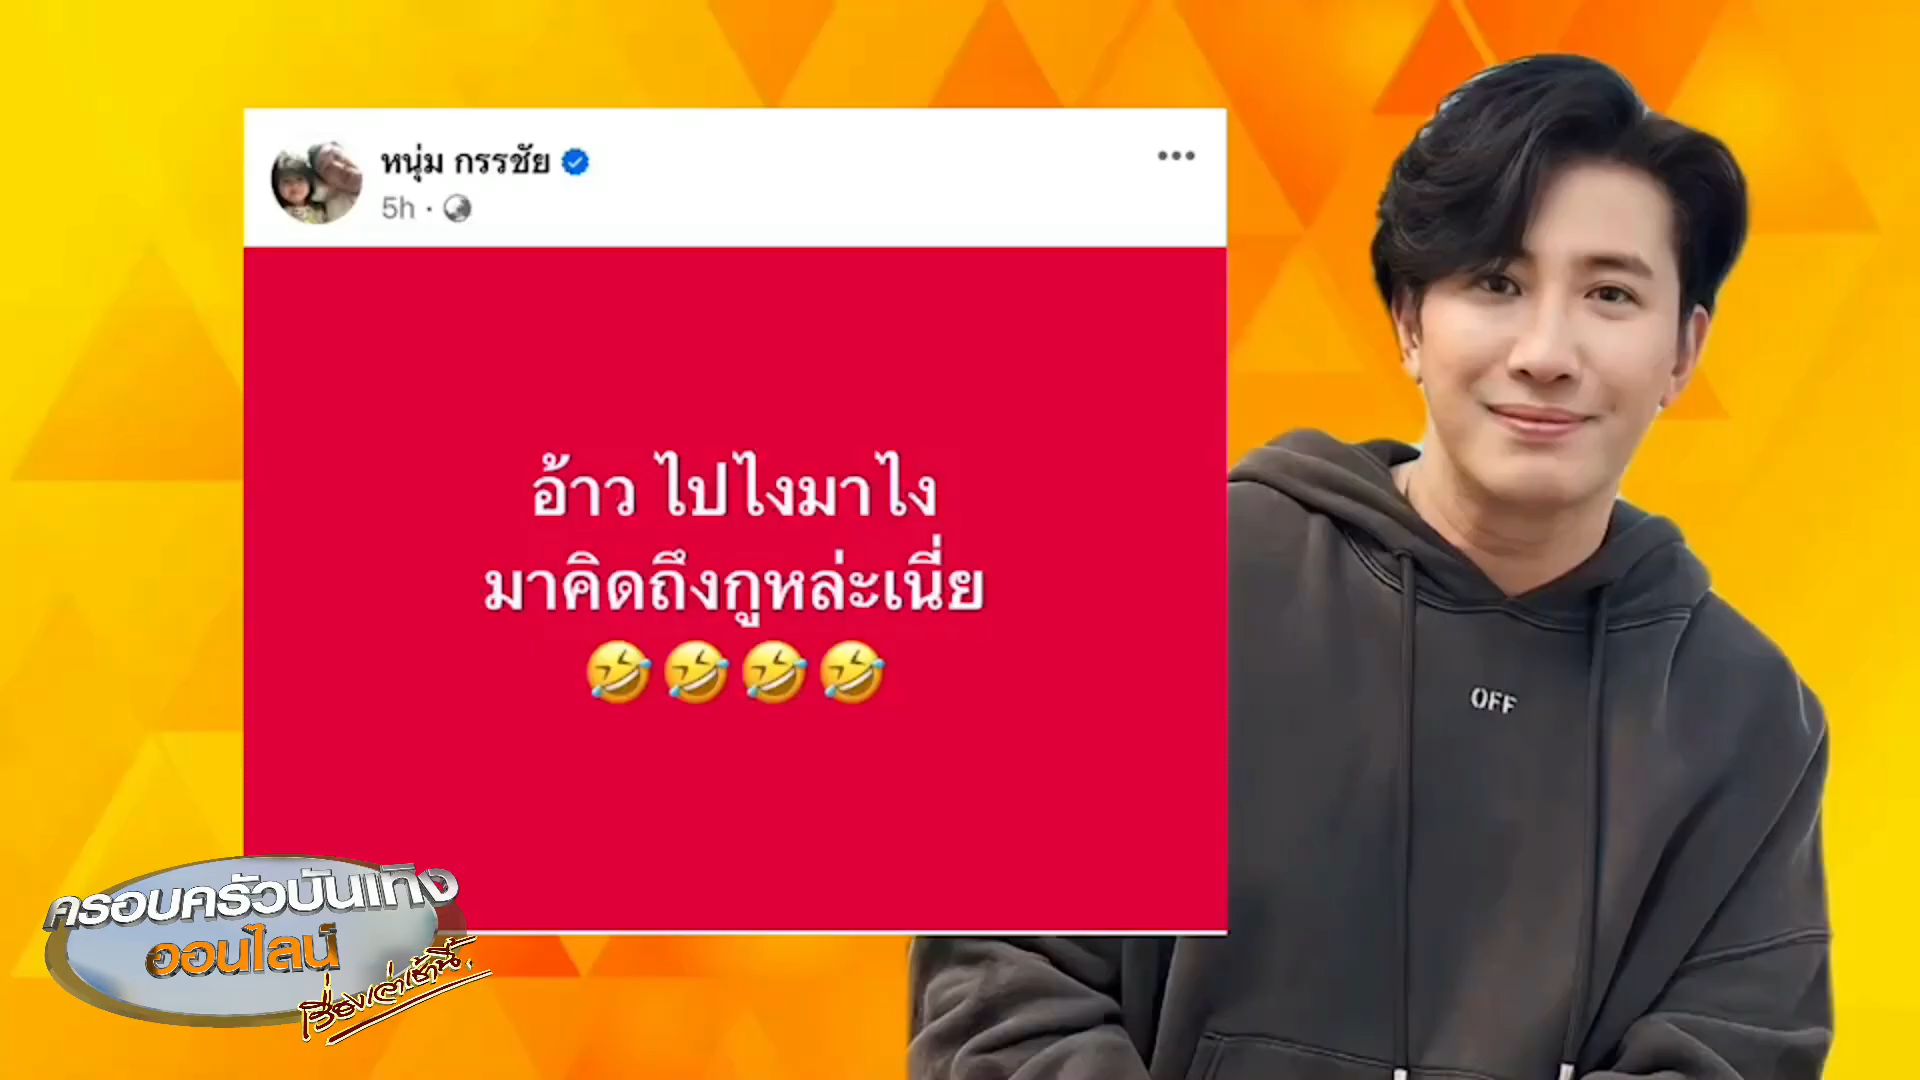 หนุ่ม กรรชัย
5h ·
อ้าว ไปไงมาไง
มาคิดถึงกูหล่ะเนี่ย
🤣🤣🤣🤣
OFF
ครอบครัวบันเทิง
ออนไลน์
เรื่องเล่าเช้านี้